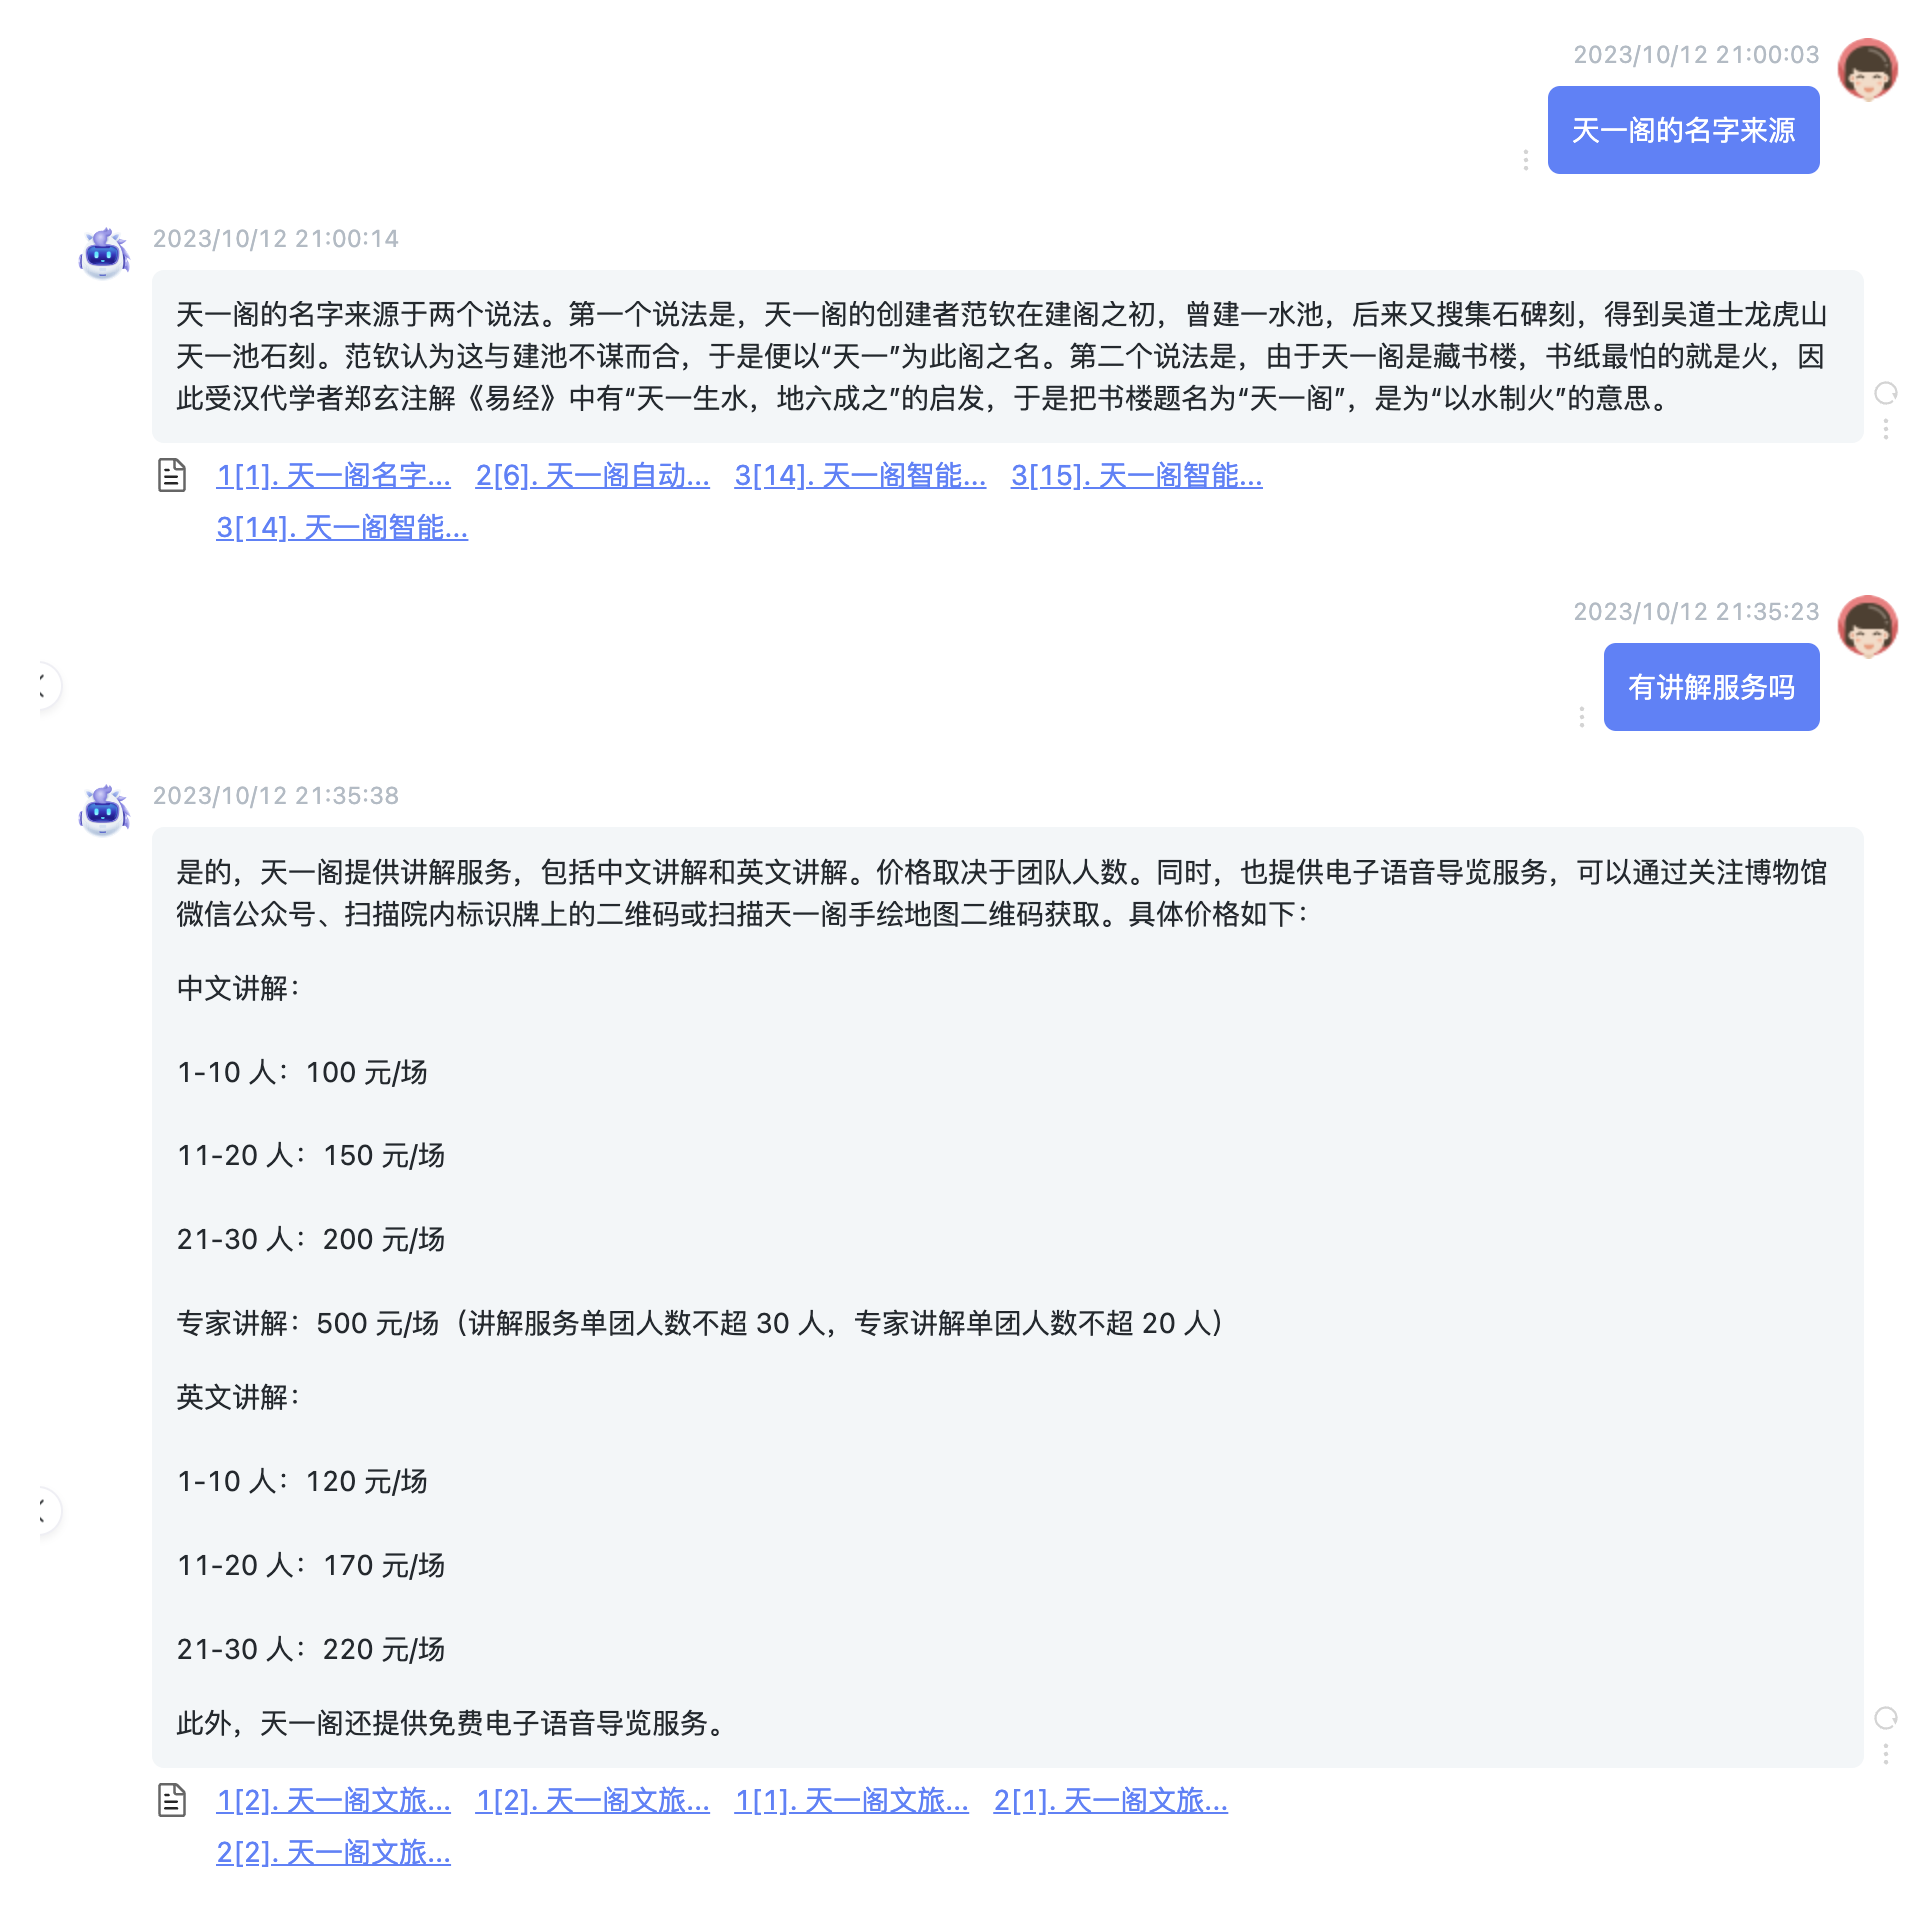 2023/10/12 21:00:03
天一阁的名字来源
2023/10/12 21:00:14
天一阁的名字来源于两个说法。第一个说法是，天一阁的创建者范钦在建阁之初，曾建一水池，后来又搜集石碑刻，得到吴道士龙虎山
天一池石刻。范钦认为这与建池不谋而合，于是便以“天一”为此阁之名。第二个说法是，由于天一阁是藏书楼，书纸最怕的就是火，因
此受汉代学者郑玄注解《易经》中有“天一生水，地六成之”的启发，于是把书楼题名为“天一阁”，是为“以水制火”的意思。
1[1]. 天一阁名字... 2[6]. 天一阁自动... 3[14]. 天一阁智能... 3[15]. 天一阁智能...
3[14]. 天一阁智能...
2023/10/12 21:35:23
有讲解服务吗
2023/10/12 21:35:38
是的，天一阁提供讲解服务，包括中文讲解和英文讲解。价格取决于团队人数。同时，也提供电子语音导览服务，可以通过关注博物馆
微信公众号、扫描院内标识牌上的二维码或扫描天一阁手绘地图二维码获取。具体价格如下：
中文讲解：
1-10 人：100 元/场
11-20 人：150 元/场
21-30 人：200 元/场
专家讲解：500 元/场（讲解服务单团人数不超 30 人，专家讲解单团人数不超 20 人）
英文讲解：
1-10 人：120 元/场
11-20 人：170 元/场
21-30 人：220 元/场
此外，天一阁还提供免费电子语音导览服务。
1[2]. 天一阁文旅... 1[2]. 天一阁文旅... 1[1]. 天一阁文旅... 2[1]. 天一阁文旅...
2[2]. 天一阁文旅...